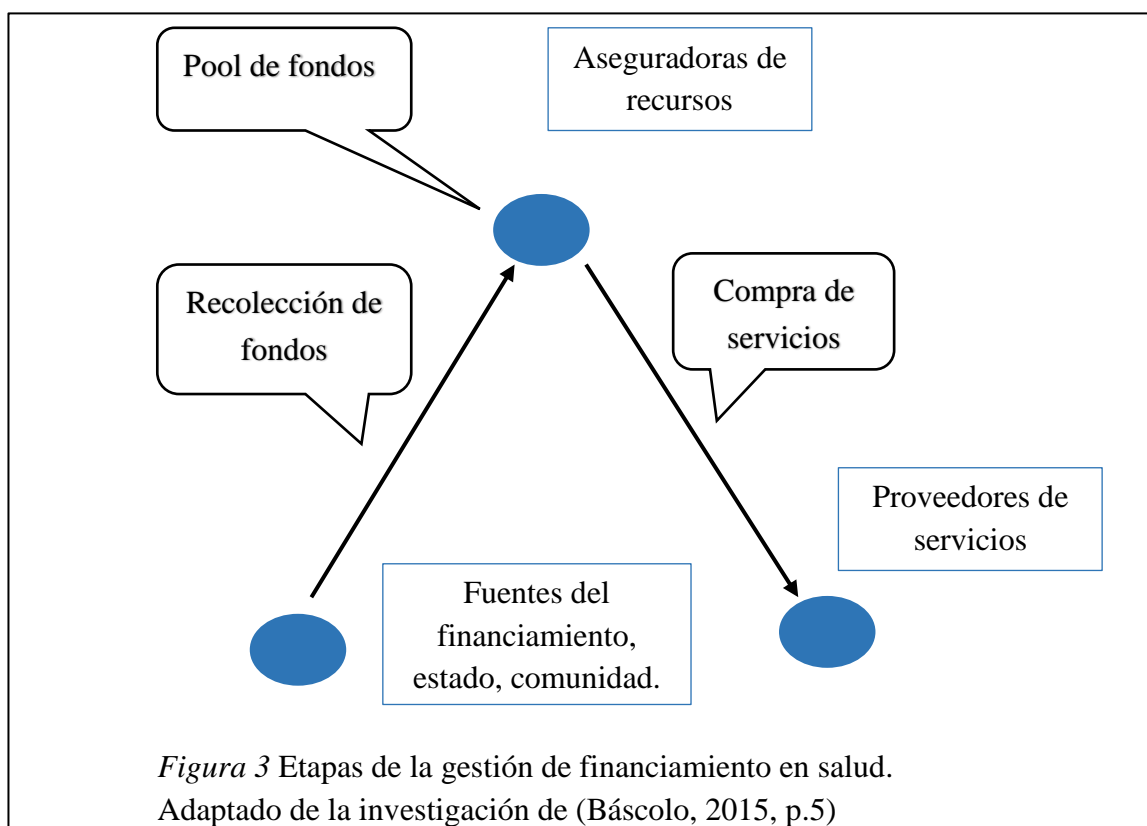 Pool de fondos
Aseguradoras de
recursos
Recolección de
fondos
Compra de
servicios
Proveedores de
servicios
Fuentes del
financiamiento,
estado, comunidad.
Figura 3 Etapas de la gestión de financiamiento en salud.
Adaptado de la investigación de (Báscolo, 2015, p.5)